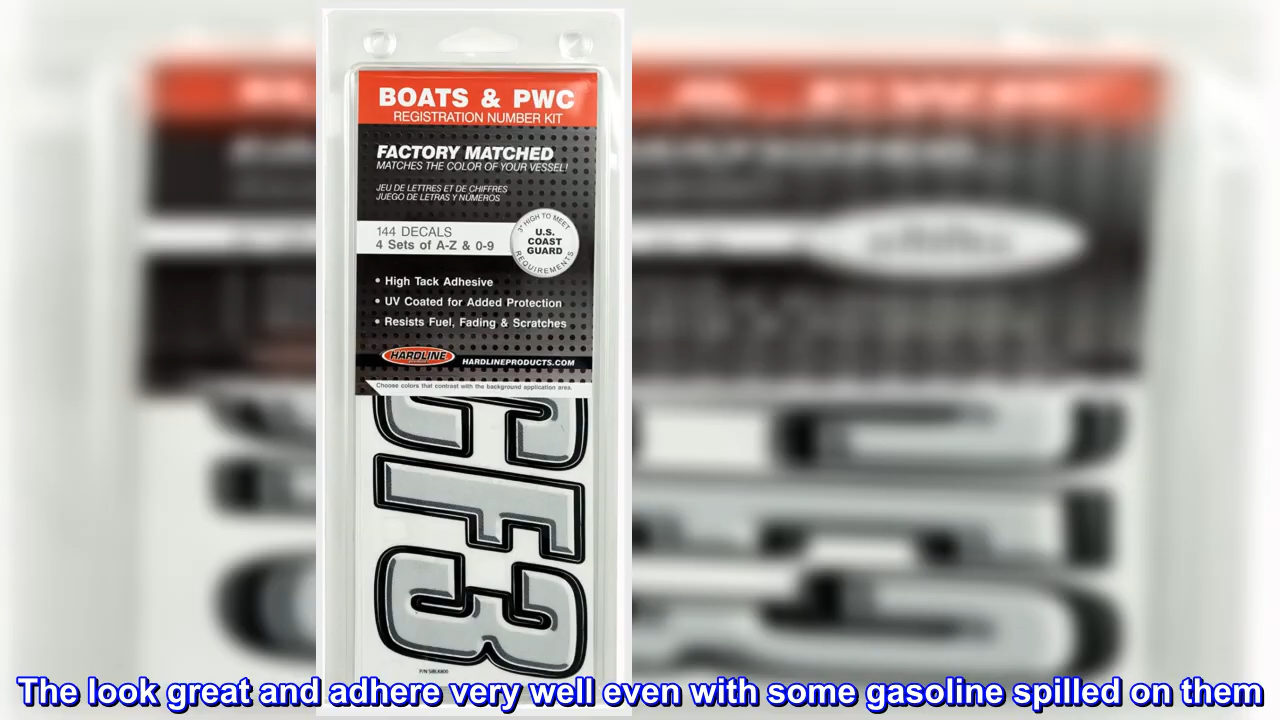 BOATS & PWC
REGISTRATION NUMBER KIT
FACTORY MATCHED
MATCHES THE COLOR OF YOUR VESSEL!
JEU DE LETTRES ET DE CHIFFRES
JUEGO DE LETRAS Y NÚMEROS
144 DECALS
4 Sets of A-Z & 0-9
3" HIGH TO MEET
U.S.
COAST
GUARD
REQUIREMENTS
• High Tack Adhesive
• UV Coated for Added Protection
• Resists Fuel, Fading & Scratches
HARDLINE
HARDLINEPRODUCTS.COM
Choose colors that contrast with the background application area.
CF3
The look great and adhere very well even with some gasoline spilled on them